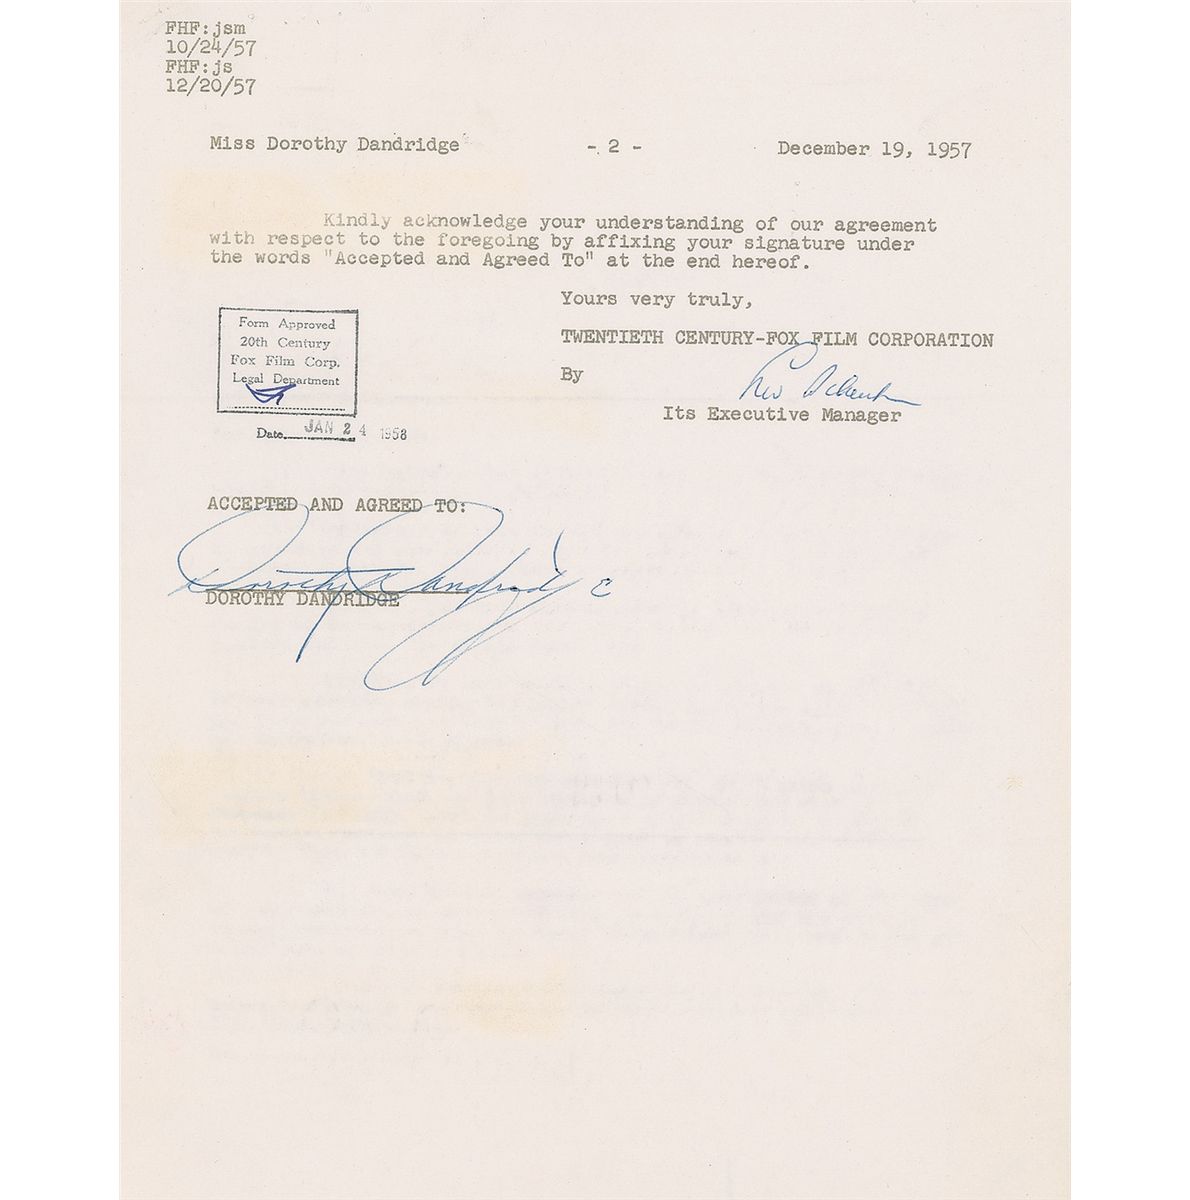 FHF:jsm
10/24/57
FHF:js
12/20/57
Miss Dorothy Dandridge - 2 - December 19, 1957
Kindly acknowledge your understanding of our agreement
with respect to the foregoing by affixing your signature under
the words "Accepted and Agreed To" at the end hereof.
Yours very truly,
TWENTIETH CENTURY-FOX FILM CORPORATION
By Lew Schenk
Its Executive Manager
Form Approved
20th Century
Fox Film Corp.
Legal Department
Date JAN 24 1958
ACCEPTED AND AGREED TO:
Dorothy Dandridge
DOROTHY DANDRIDGE